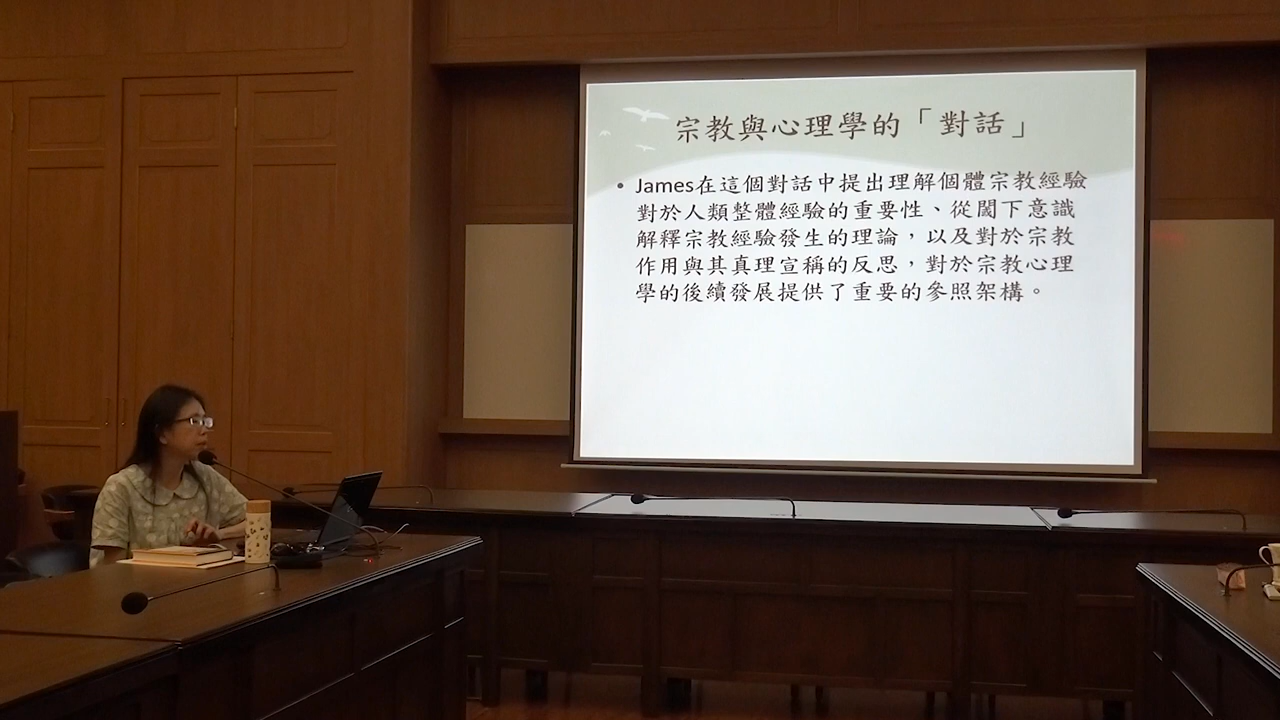 宗教與心理學的「對話」
• James在這個對話中提出理解個體宗教經驗
對於人類整體經驗的重要性、從閾下意識
解釋宗教經驗發生的理論，以及對於宗教
作用與其真理宣稱的反思，對於宗教心理
學的後續發展提供了重要的參照架構。